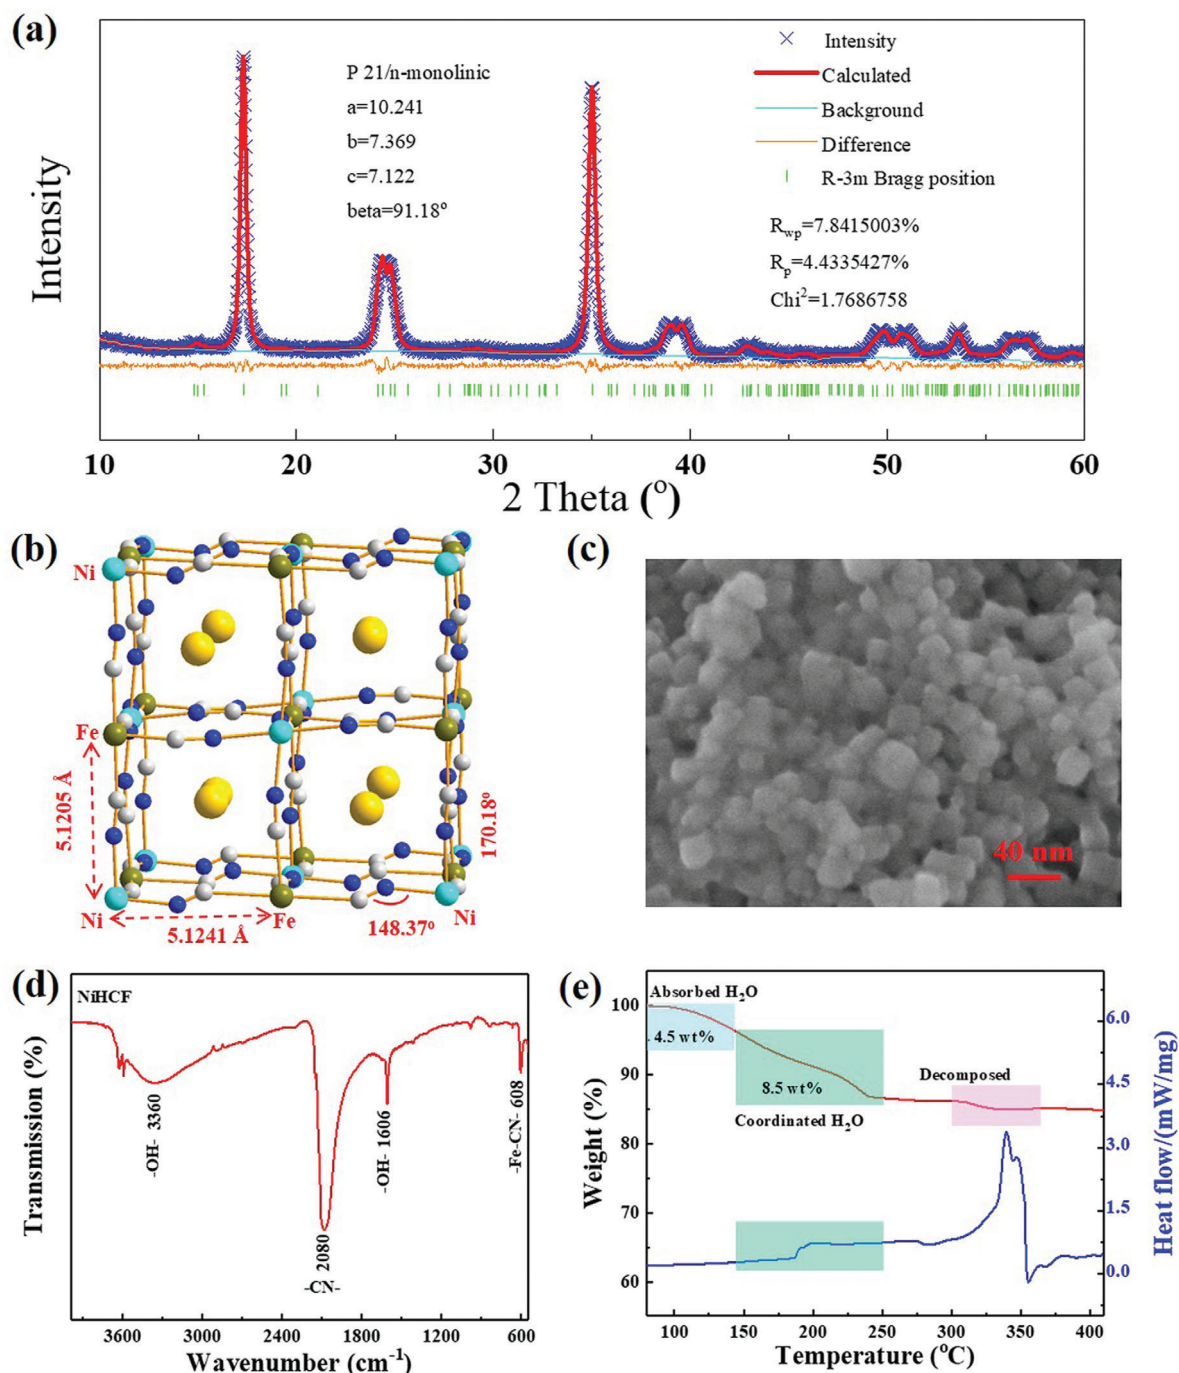 (a)
P 21/n-monolinic
a=10.241
b=7.369
c=7.122
beta=91.18°
Intensity
Calculated
Background
Difference
R-3m Bragg position
Rwp=7.8415003%
Rp=4.4335427%
Chi²=1.7686758
Intensity
10 20 30 40 50 60
2 Theta (°)
(b)
Ni
Fe
5.1205 Å
170.18°
Ni
5.1241 Å
Fe
148.37°
Ni
(c)
40 nm
(d)
NiHCF
Transmission (%)
-OH- 3360
2080
-CN-
-OH- 1606
-Fe-CN- 608
3600 3000 2400 1800 1200 600
Wavenumber (cm⁻¹)
(e)
Absorbed H₂O
4.5 wt%
8.5 wt%
Coordinated H₂O
Decomposed
Weight (%)
100
90
80
70
60
6.0
4.5
3.0
1.5
0.0
Heat flow/(mW/mg)
100 150 200 250 300 350 400
Temperature (°C)